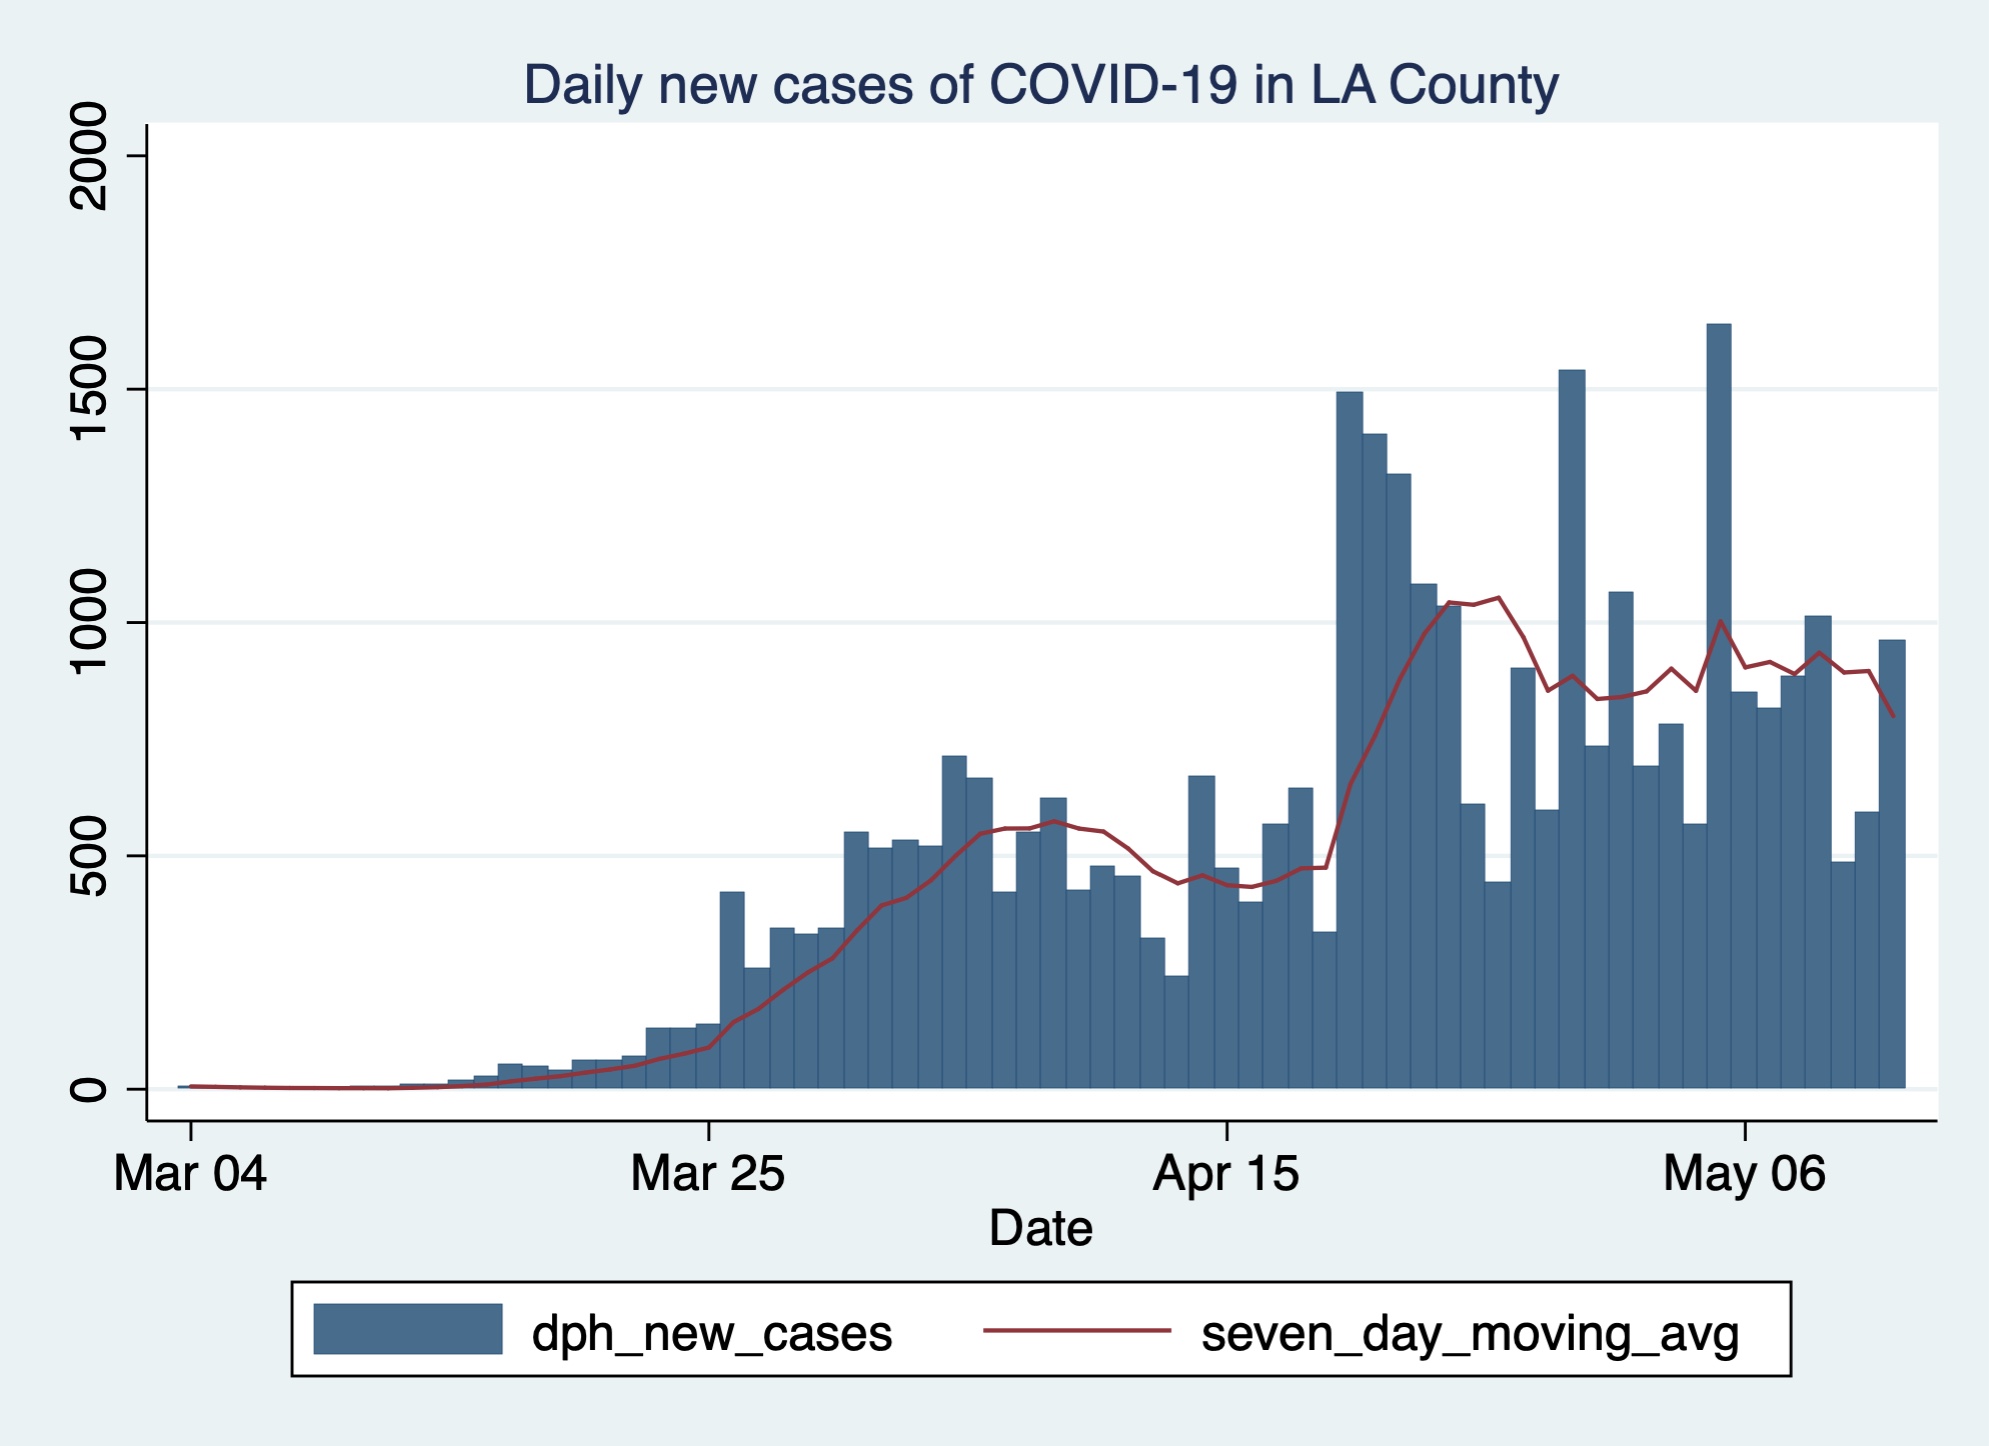 Daily new cases of COVID-19 in LA County
2000
1500
1000
500
0
Mar 04 Mar 25 Apr 15 May 06
Date
dph_new_cases seven_day_moving_avg